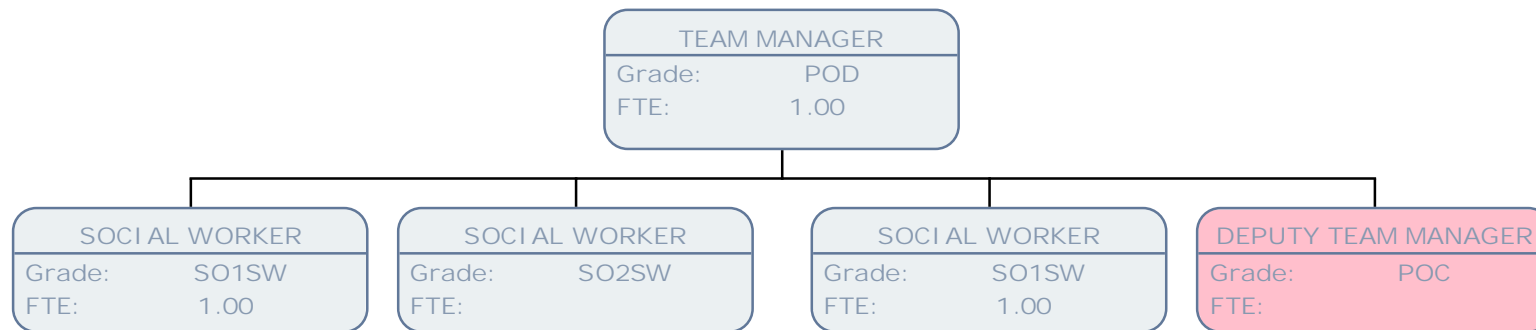 TEAM MANAGER
Grade: POD
FTE: 1.00
SOCIAL WORKER
Grade: SO1SW
FTE: 1.00
SOCIAL WORKER
Grade: SO2SW
FTE:
SOCIAL WORKER
Grade: SO1SW
FTE: 1.00
DEPUTY TEAM MANAGER
Grade: POC
FTE: